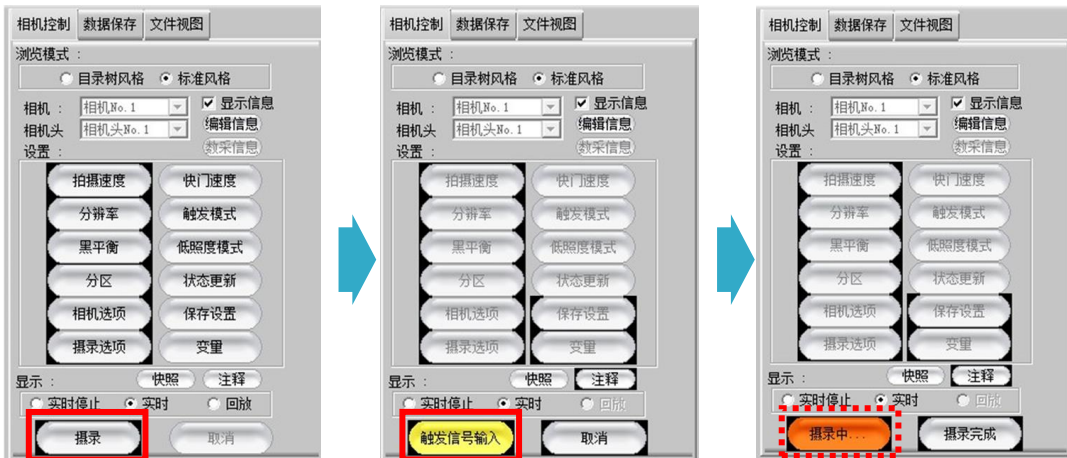 相机控制 数据保存 文件视图
浏览模式 :
目录树风格 标准风格
相机 : 相机No.1 显示信息
相机头 相机头No.1 编辑信息
设置 : 数采信息
拍摄速度 快门速度
分辨率 触发模式
黑平衡 低照度模式
分区 状态更新
相机选项 保存设置
摄录选项 变量
显示 : 快照 注释
实时停止 实时 回放
摄录 取消
相机控制 数据保存 文件视图
浏览模式 :
目录树风格 标准风格
相机 : 相机No.1 显示信息
相机头 相机头No.1 编辑信息
设置 : 数采信息
拍摄速度 快门速度
分辨率 触发模式
黑平衡 低照度模式
分区 状态更新
相机选项 保存设置
摄录选项 变量
显示 : 快照 注释
实时停止 实时 回放
触发信号输入 取消
相机控制 数据保存 文件视图
浏览模式 :
目录树风格 标准风格
相机 : 相机No.1 显示信息
相机头 相机头No.1 编辑信息
设置 : 数采信息
拍摄速度 快门速度
分辨率 触发模式
黑平衡 低照度模式
分区 状态更新
相机选项 保存设置
摄录选项 变量
显示 : 快照 注释
实时停止 实时 回放
摄录中... 摄录完成